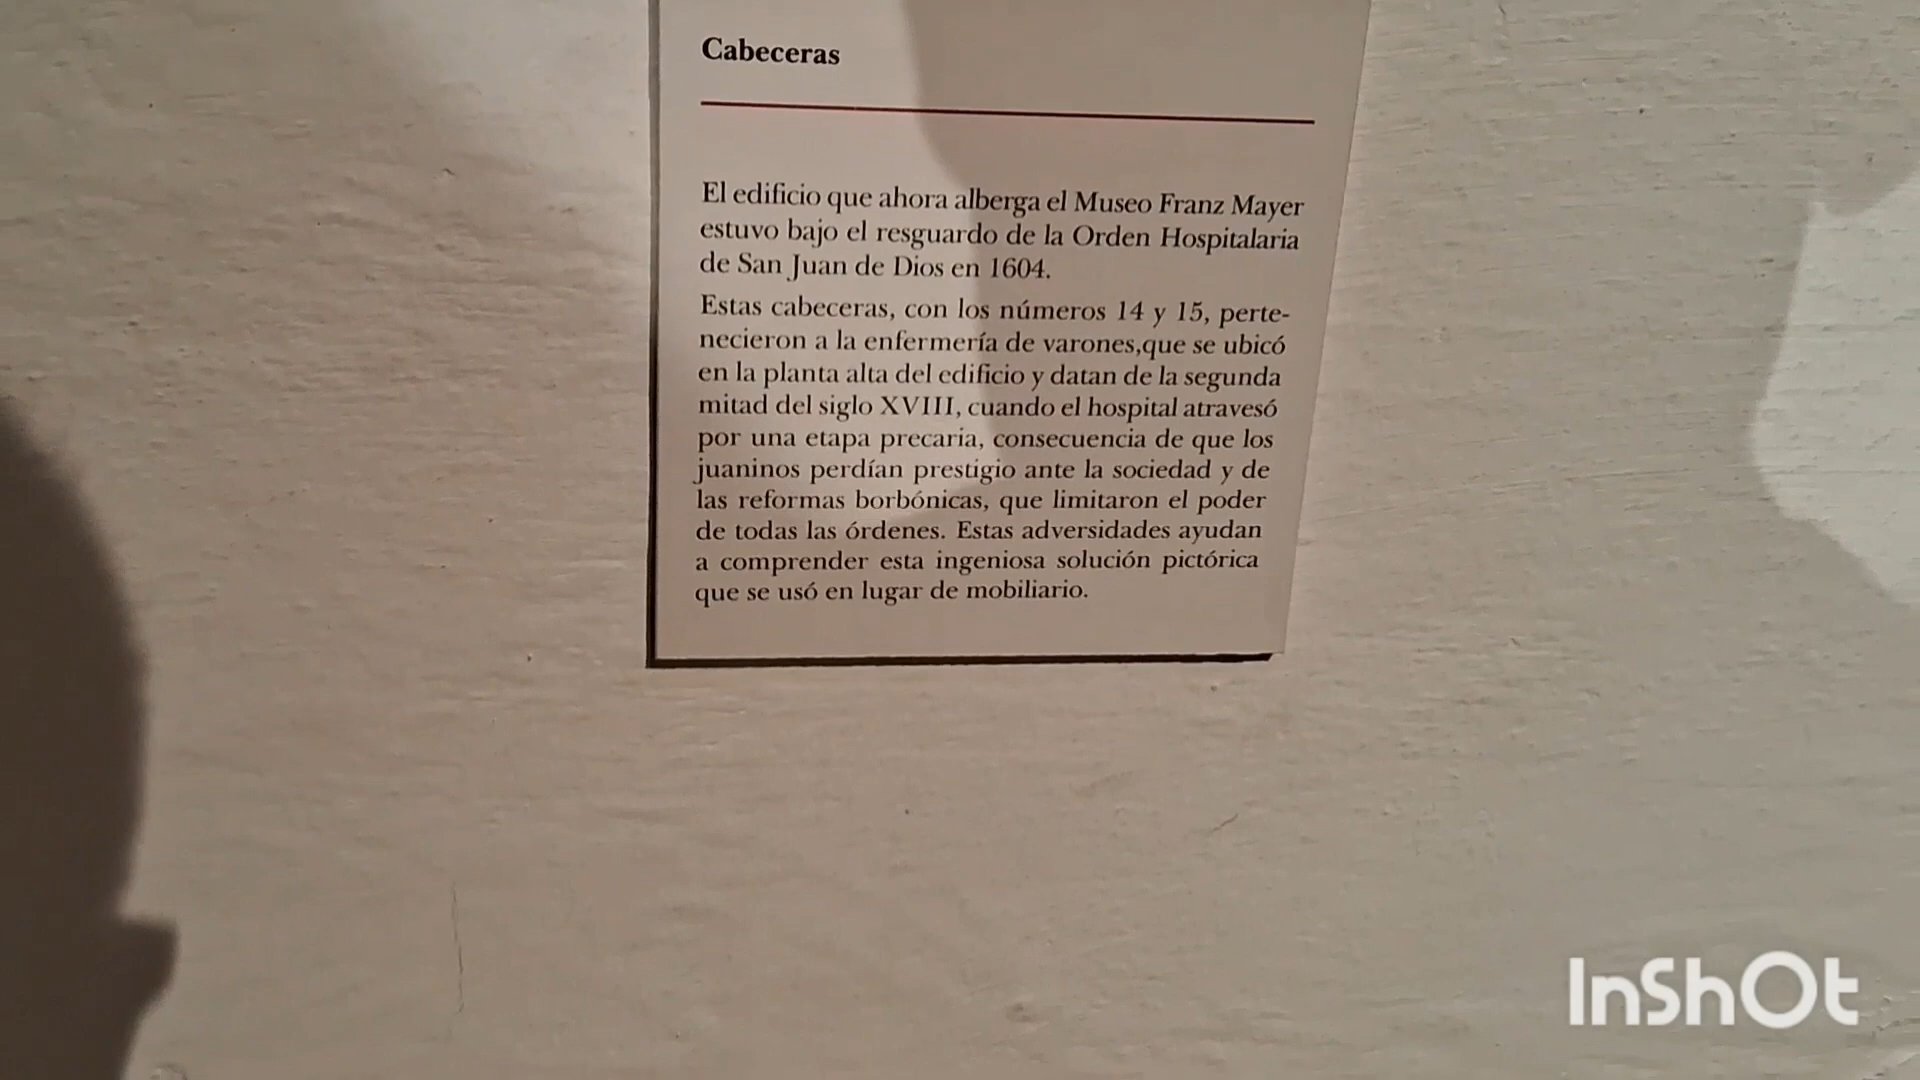 Cabeceras
El edificio que ahora alberga el Museo Franz Mayer
estuvo bajo el resguardo de la Orden Hospitalaria
de San Juan de Dios en 1604.
Estas cabeceras, con los números 14 y 15, perte-
necieron a la enfermería de varones,que se ubicó
en la planta alta del edificio y datan de la segunda
mitad del siglo XVIII, cuando el hospital atravesó
por una etapa precaria, consecuencia de que los
juaninos perdían prestigio ante la sociedad y de
las reformas borbónicas, que limitaron el poder
de todas las órdenes. Estas adversidades ayudan
a comprender esta ingeniosa solución pictórica
que se usó en lugar de mobiliario.
InShOt